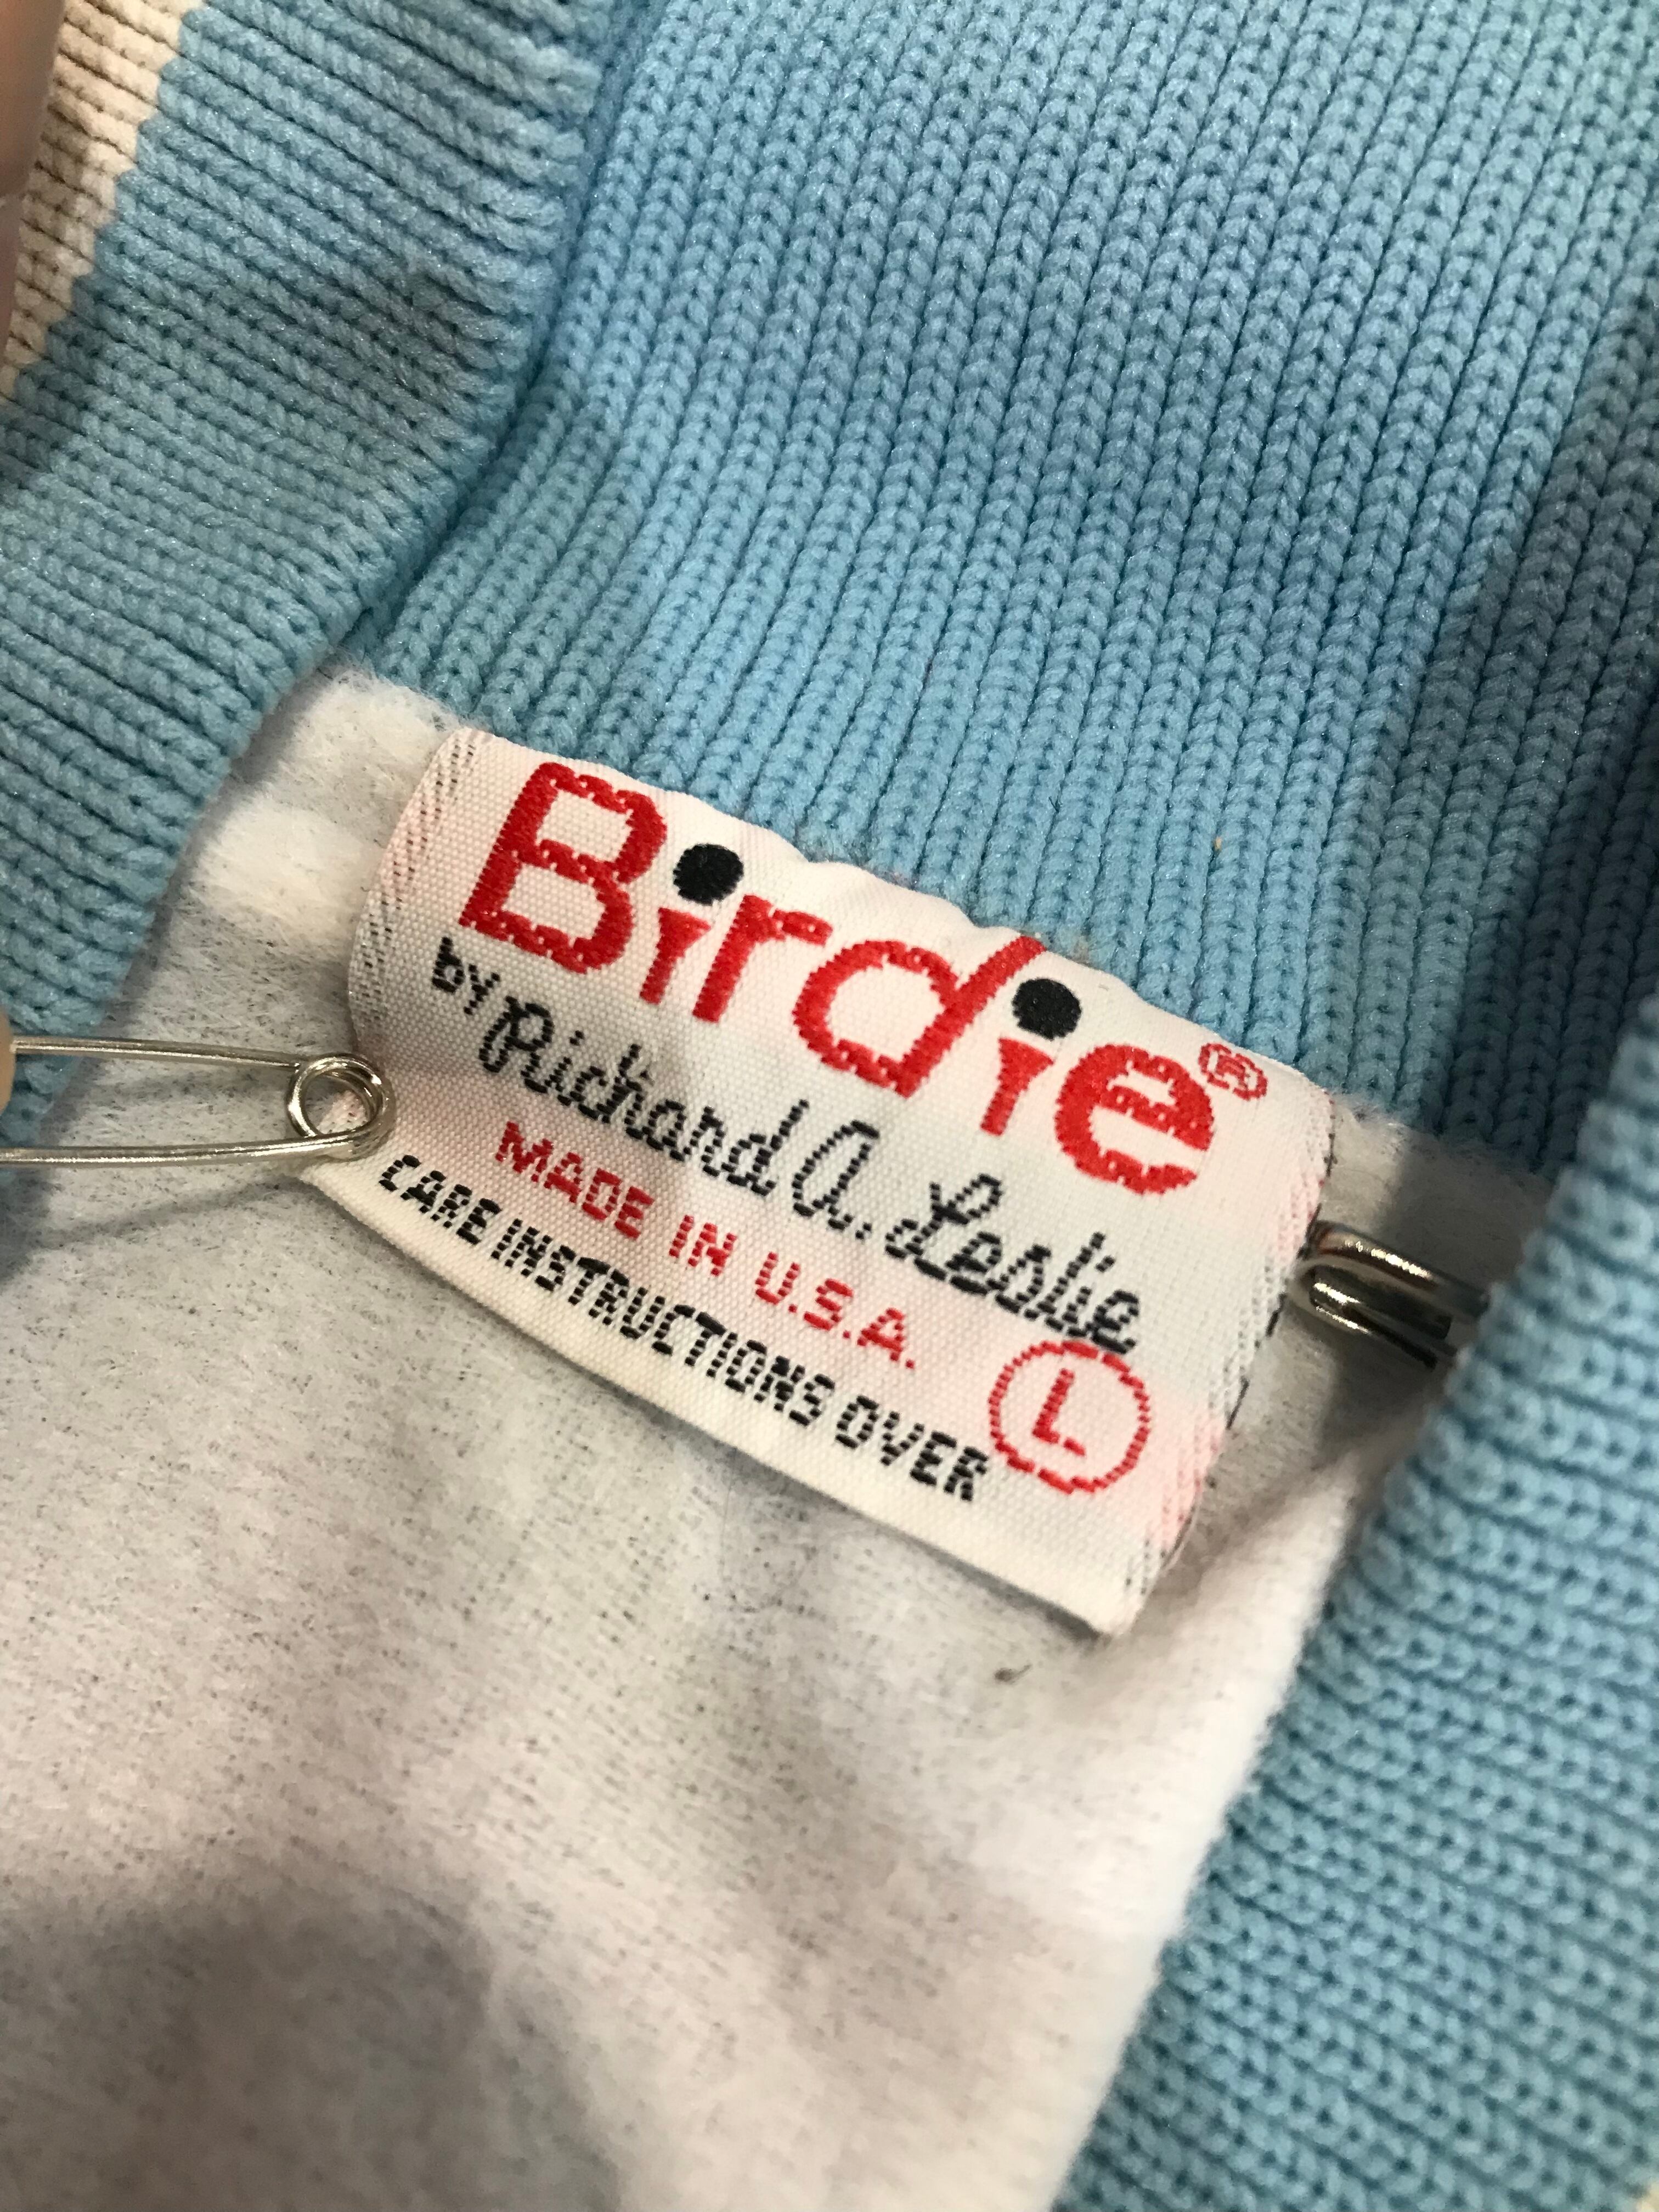 Birdie®
by Richard A. Leslie
MADE IN U.S.A.
L
CARE INSTRUCTIONS OVER